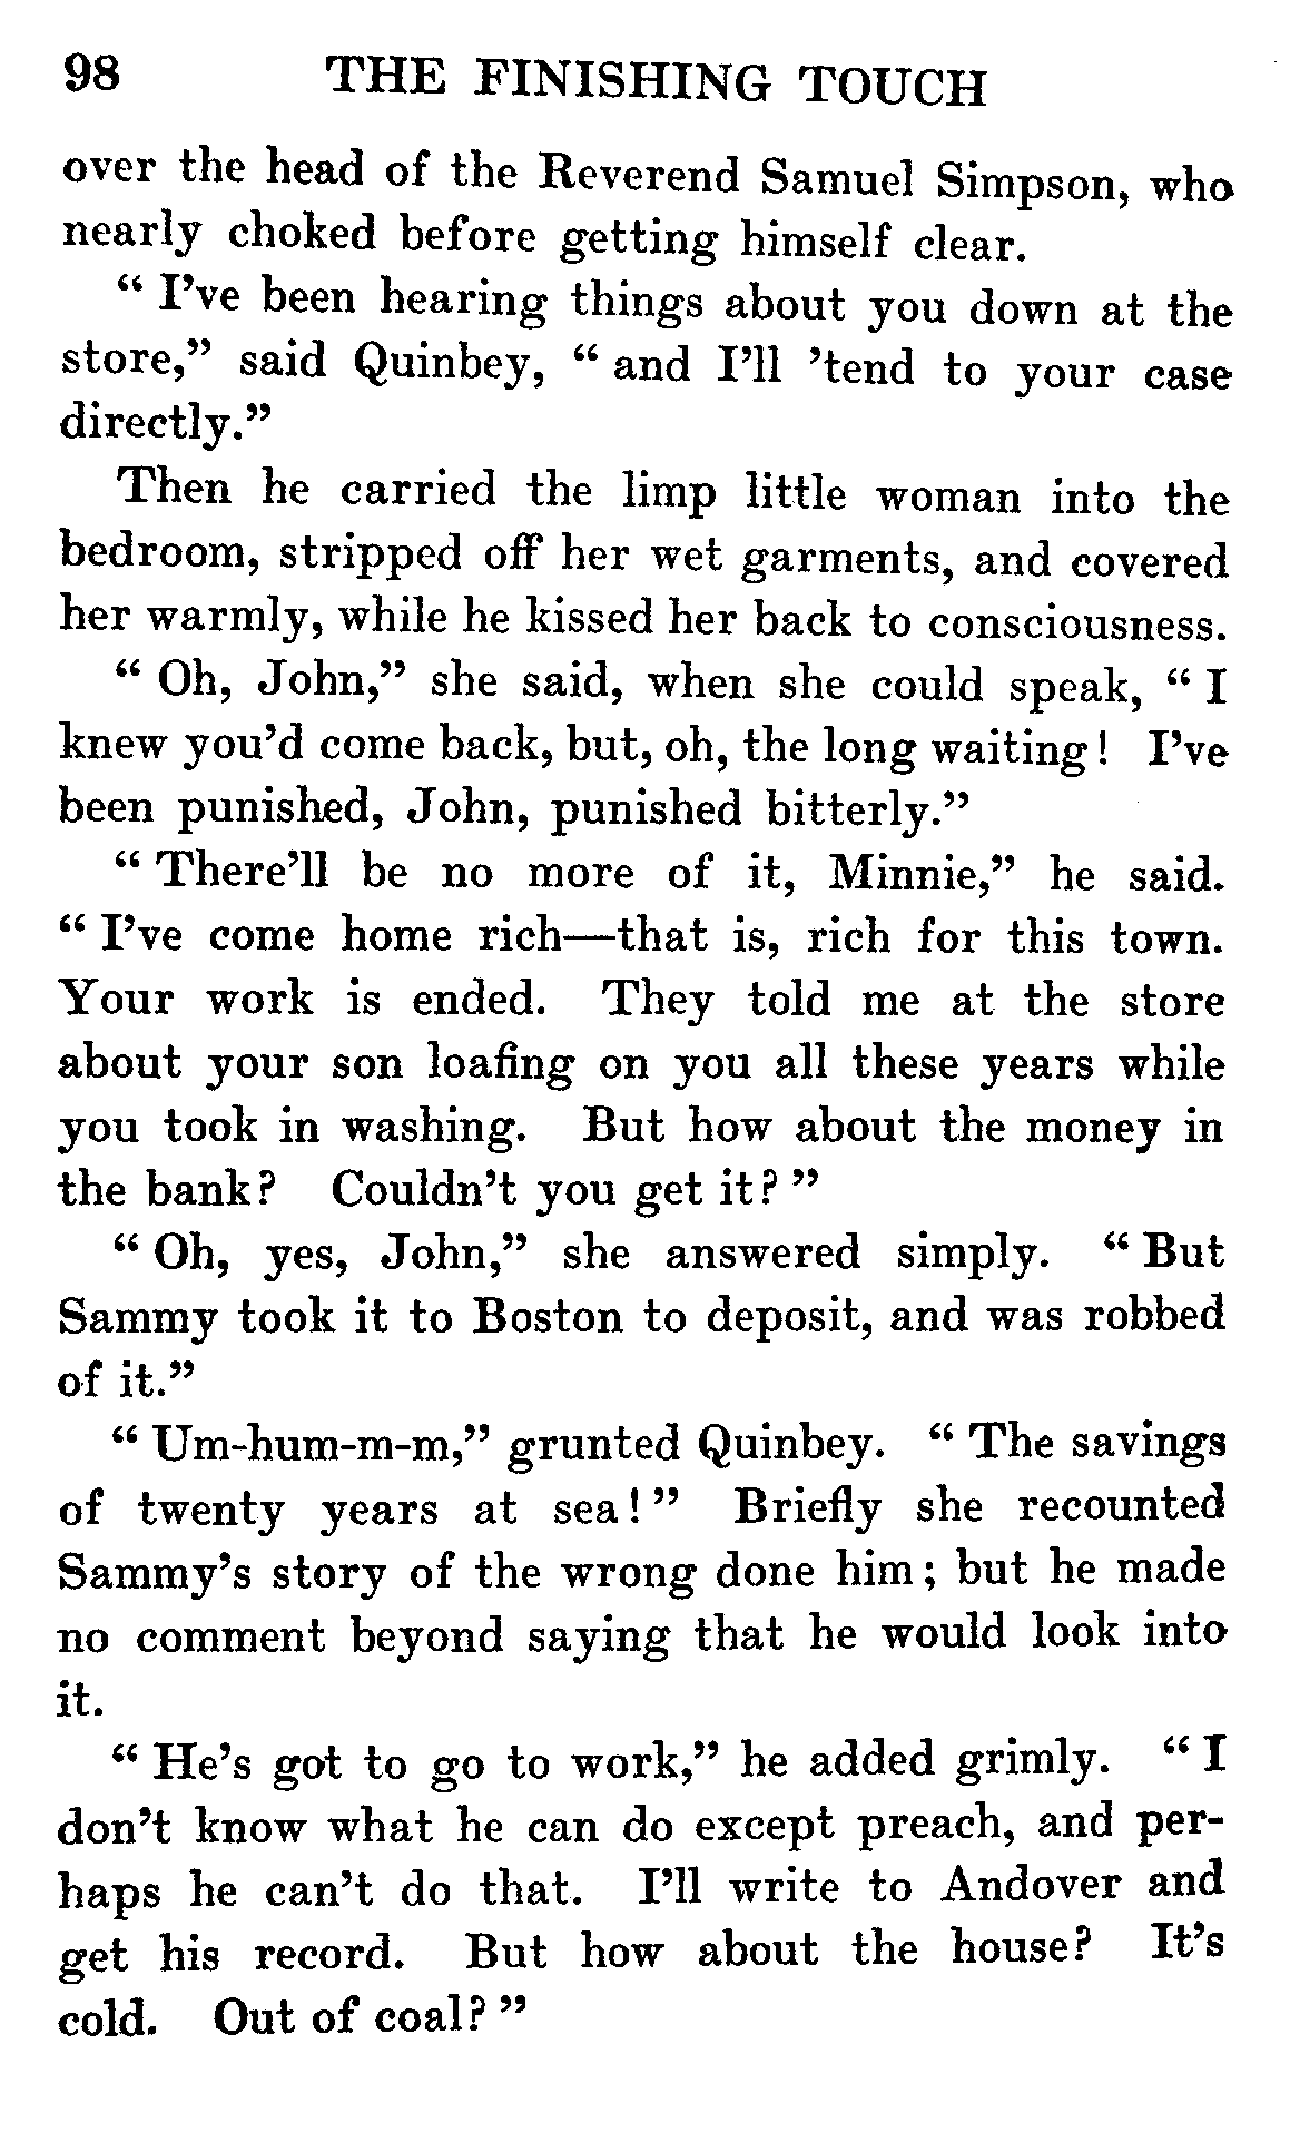 98 THE FINISHING TOUCH
over the head of the Reverend Samuel Simpson, who
nearly choked before getting himself clear.
“ I’ve been hearing things about you down at the
store,” said Quinbey, “ and I’ll ’tend to your case
directly.”
Then he carried the limp little woman into the
bedroom, stripped off her wet garments, and covered
her warmly, while he kissed her back to consciousness.
“ Oh, John,” she said, when she could speak, “ I
knew you’d come back, but, oh, the long waiting ! I’ve
been punished, John, punished bitterly.”
“ There’ll be no more of it, Minnie,” he said.
“ I’ve come home rich—that is, rich for this town.
Your work is ended. They told me at the store
about your son loafing on you all these years while
you took in washing. But how about the money in
the bank? Couldn’t you get it? ”
“ Oh, yes, John,” she answered simply. “ But
Sammy took it to Boston to deposit, and was robbed
of it.”
“ Um-hum-m-m,” grunted Quinbey. “ The savings
of twenty years at sea ! ” Briefly she recounted
Sammy’s story of the wrong done him ; but he made
no comment beyond saying that he would look into
it.
“ He’s got to go to work,” he added grimly. “ I
don’t know what he can do except preach, and per-
haps he can’t do that. I’ll write to Andover and
get his record. But how about the house? It’s
cold. Out of coal? ”